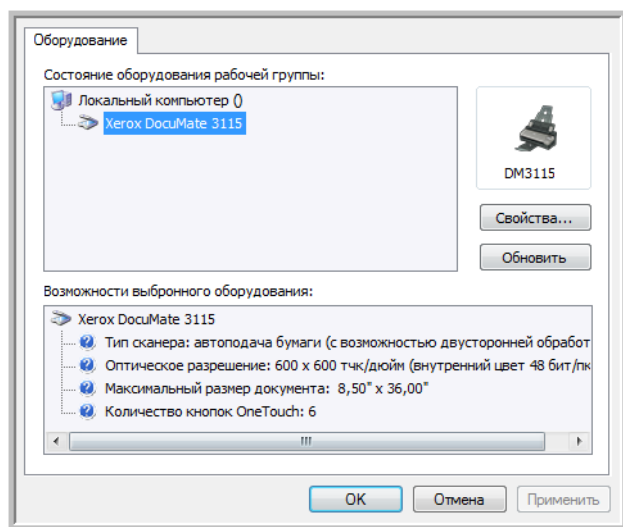 Оборудование
Состояние оборудования рабочей группы:
Локальный компьютер ()
Xerox DocuMate 3115
DM3115
Свойства...
Обновить
Возможности выбронного оборудования:
Xerox DocuMate 3115
Тип сканера: автоподача бумаги (с возможностью двусторонней обработ
Оптическое разрешение: 600 x 600 тчк/дюйм (внутренний цвет 48 бит/пк
Максимальный размер документа: 8,50" x 36,00"
Количество кнопок OneTouch: 6
OK
Отмена
Применить